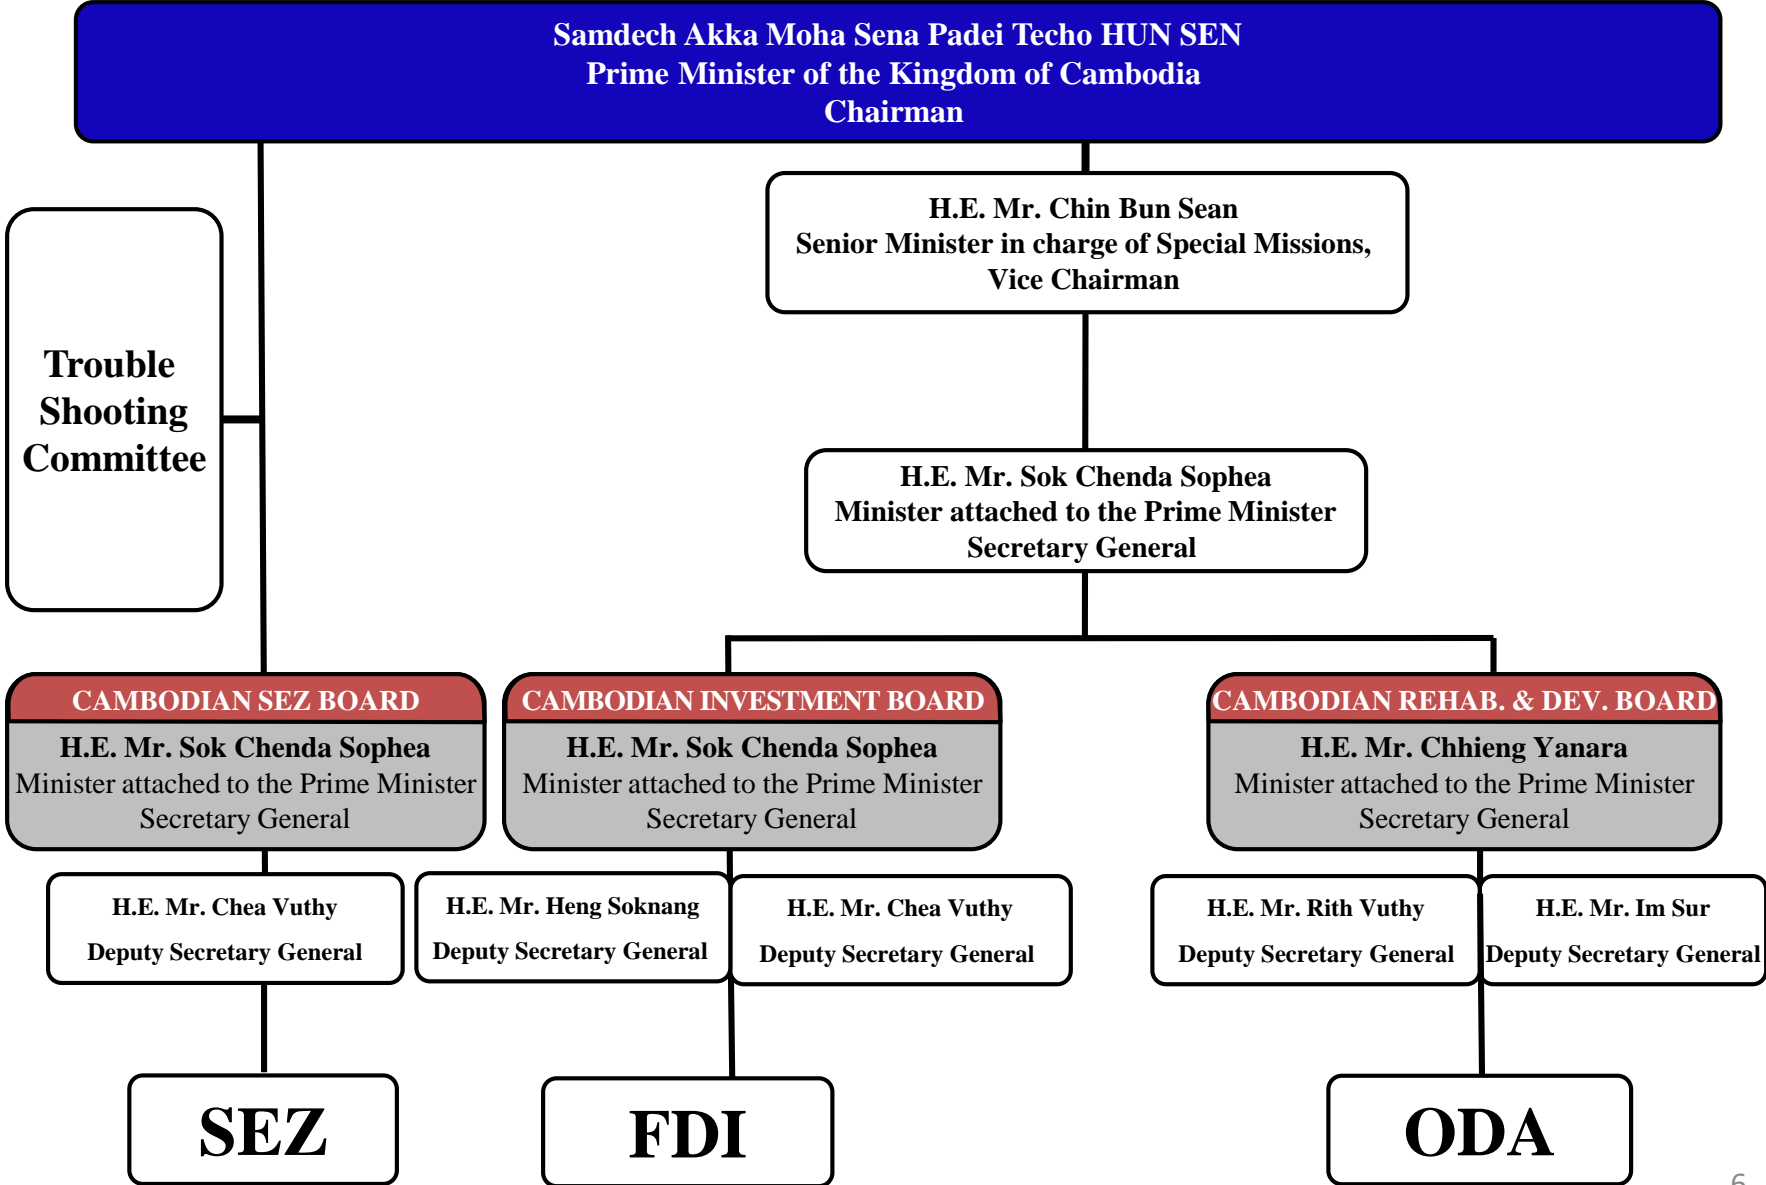 Samdech Akka Moha Sena Padei Techo HUN SEN
Prime Minister of the Kingdom of Cambodia
Chairman
H.E. Mr. Chin Bun Sean
Senior Minister in charge of Special Missions,
Vice Chairman
Trouble
Shooting
Committee
H.E. Mr. Sok Chenda Sophea
Minister attached to the Prime Minister
Secretary General
CAMBODIAN SEZ BOARD
H.E. Mr. Sok Chenda Sophea
Minister attached to the Prime Minister
Secretary General
CAMBODIAN INVESTMENT BOARD
H.E. Mr. Sok Chenda Sophea
Minister attached to the Prime Minister
Secretary General
CAMBODIAN REHAB. & DEV. BOARD
H.E. Mr. Chhieng Yanara
Minister attached to the Prime Minister
Secretary General
H.E. Mr. Chea Vuthy
Deputy Secretary General
H.E. Mr. Heng Soknang
Deputy Secretary General
H.E. Mr. Chea Vuthy
Deputy Secretary General
H.E. Mr. Rith Vuthy
Deputy Secretary General
H.E. Mr. Im Sur
Deputy Secretary General
SEZ
FDI
ODA
6